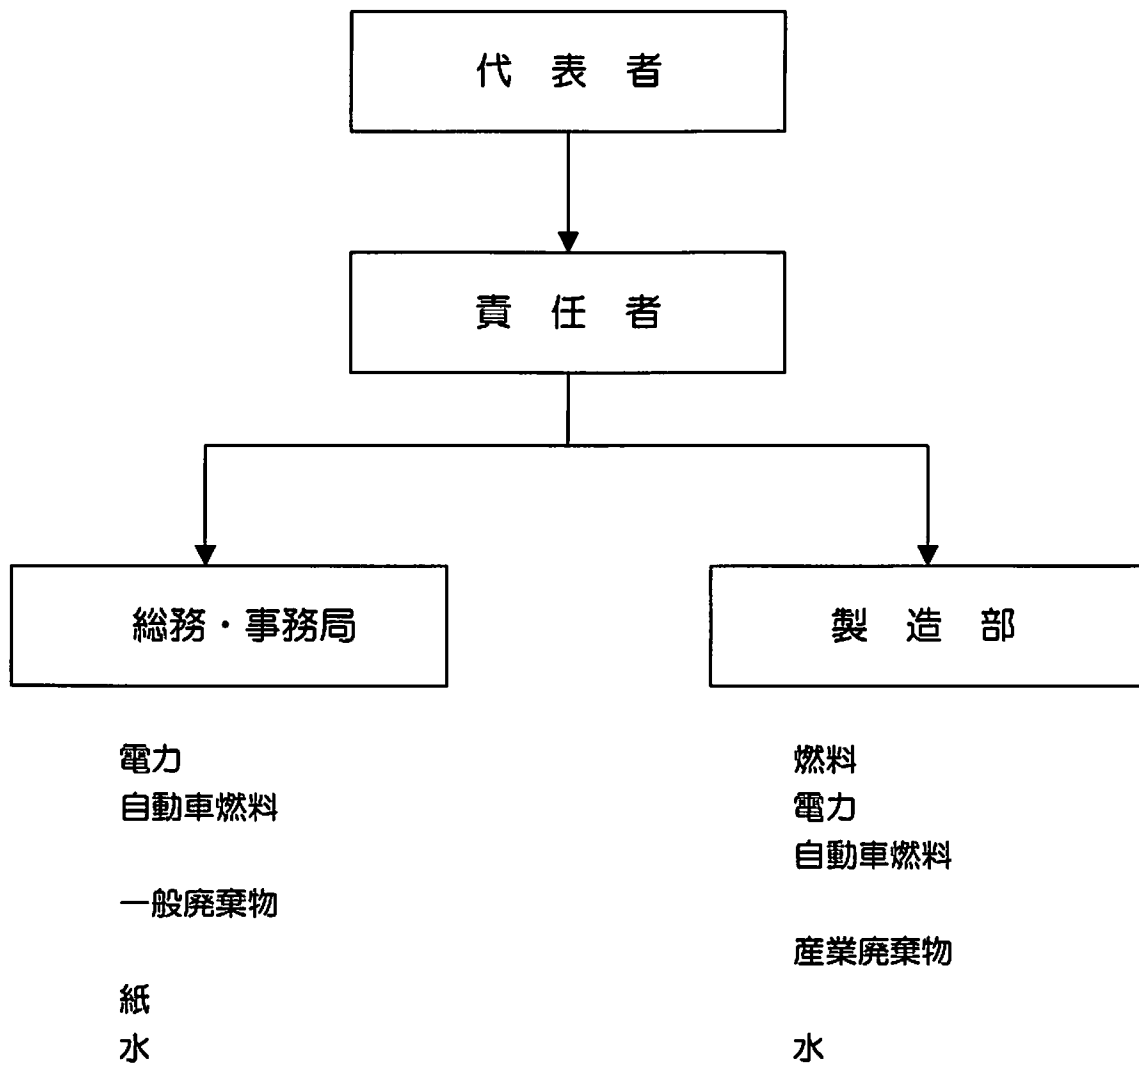 代 表 者
責 任 者
総務・事務局
電力
自動車燃料
一般廃棄物
紙
水
製 造 部
燃料
電力
自動車燃料
産業廃棄物
水